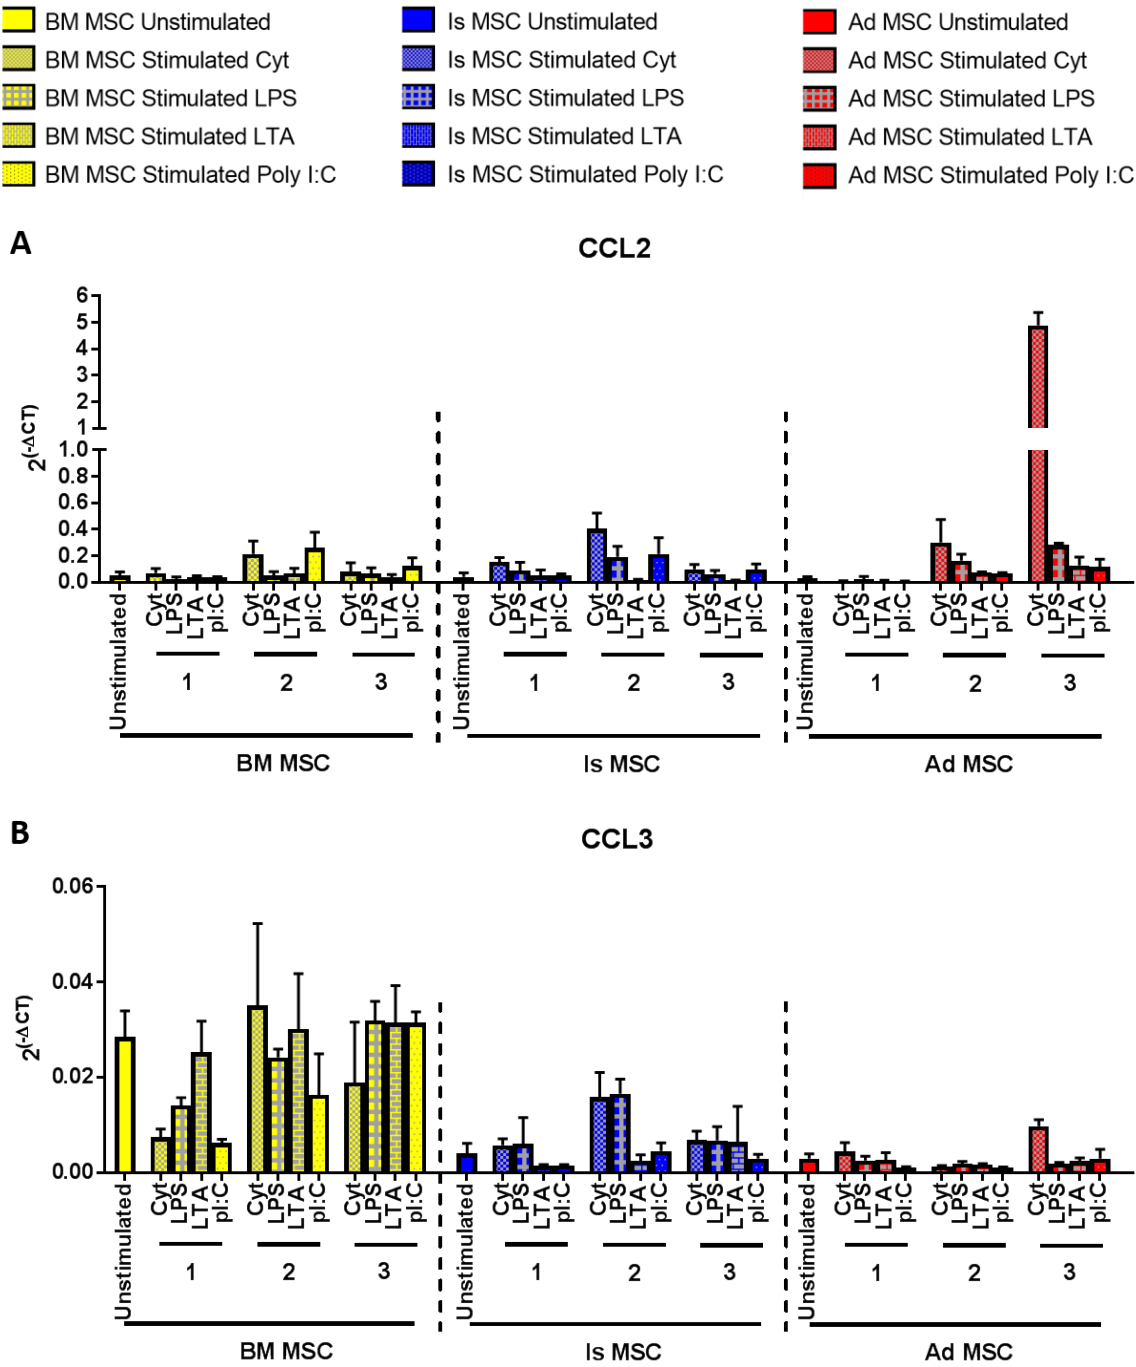 BM MSC Unstimulated Is MSC Unstimulated Ad MSC Unstimulated
BM MSC Stimulated Cyt Is MSC Stimulated Cyt Ad MSC Stimulated Cyt
BM MSC Stimulated LPS Is MSC Stimulated LPS Ad MSC Stimulated LPS
BM MSC Stimulated LTA Is MSC Stimulated LTA Ad MSC Stimulated LTA
BM MSC Stimulated Poly I:C Is MSC Stimulated Poly I:C Ad MSC Stimulated Poly I:C
A
CCL2
2(-ΔCT)
6
5
4
3
2
1
1.0
0.8
0.6
0.4
0.2
0.0
Unstimulated Cyt LPS LTA pI:C Cyt LPS LTA pI:C Cyt LPS LTA pI:C Unstimulated Cyt LPS LTA pI:C Cyt LPS LTA pI:C Cyt LPS LTA pI:C Unstimulated Cyt LPS LTA pI:C Cyt LPS LTA pI:C Cyt LPS LTA pI:C
1 2 3 1 2 3 1 2 3
BM MSC Is MSC Ad MSC
B
CCL3
2(-ΔCT)
0.06
0.04
0.02
0.00
Unstimulated Cyt LPS LTA pI:C Cyt LPS LTA pI:C Cyt LPS LTA pI:C Unstimulated Cyt LPS LTA pI:C Cyt LPS LTA pI:C Cyt LPS LTA pI:C Unstimulated Cyt LPS LTA pI:C Cyt LPS LTA pI:C Cyt LPS LTA pI:C
1 2 3 1 2 3 1 2 3
BM MSC Is MSC Ad MSC